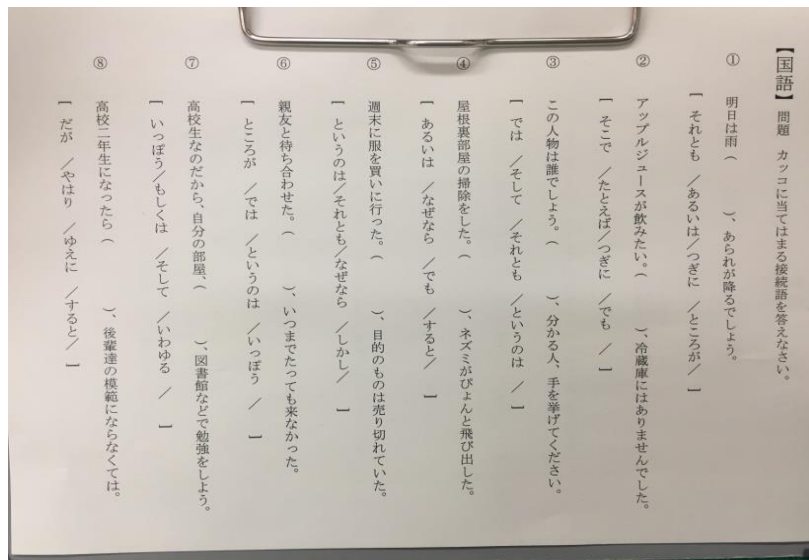 【国語】 問題 カッコに当てはまる接続語を答えなさい。
① 明日は雨( )、あられが降るでしょう。
[ それとも /あるいは/つぎに /ところが/ ]
② アップルジュースが飲みたい。( )、冷蔵庫にはありませんでした。
[ そこで /たとえば/つぎに /でも / ]
③ この人物は誰でしょう。( )、分かる人、手を挙げてください。
[ では /そして /それとも /というのは / ]
④ 屋根裏部屋の掃除をした。( )、ネズミがぴょんと飛び出した。
[ あるいは /なぜなら /でも /すると/ ]
⑤ 週末に服を買いに行った。( )、目的のものは売り切れていた。
[ というのは/それとも/なぜなら /しかし/ ]
⑥ 親友と待ち合わせた。( )、いつまでたっても来なかった。
[ ところが /では /というのは /いっぽう / ]
⑦ 高校生なのだから、自分の部屋、( )、図書館などで勉強をしよう。
[ いっぽう/もしくは /そして /いわゆる / ]
⑧ 高校二年生になったら( )、後輩達の模範にならなくては。
[ だが /やはり /ゆえに /すると/ ]